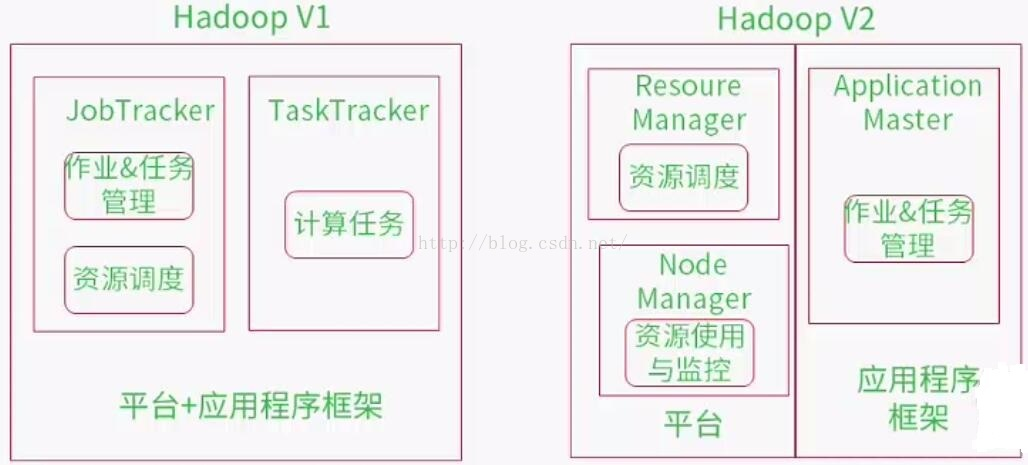 Hadoop V1
JobTracker
作业&任务
管理
资源调度
TaskTracker
计算任务
平台+应用程序框架
http://blog.csdn.net/
Hadoop V2
Resoure
Manager
资源调度
Node
Manager
资源使用
与监控
平台
Application
Master
作业&任务
管理
应用程序
框架